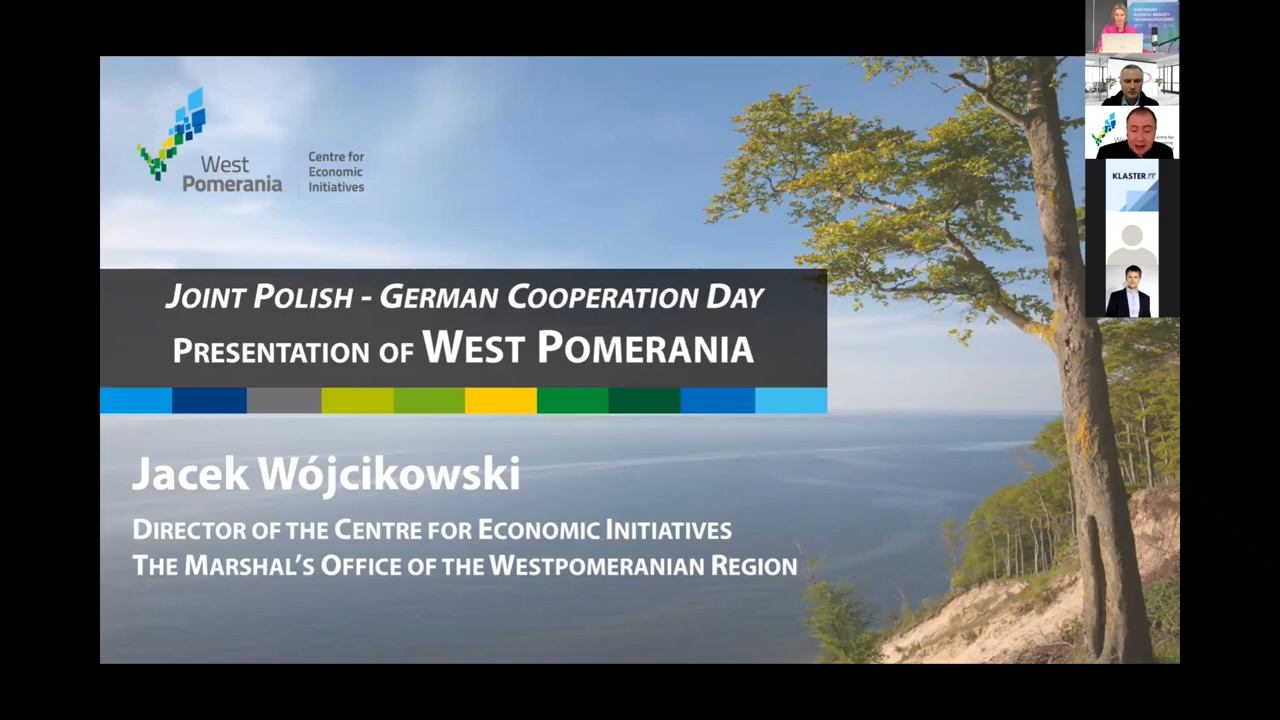 West
Pomerania
Centre for
Economic
Initiatives
JOINT POLISH - GERMAN COOPERATION DAY
PRESENTATION OF WEST POMERANIA
Jacek Wójcikowski
DIRECTOR OF THE CENTRE FOR ECONOMIC INITIATIVES
THE MARSHAL'S OFFICE OF THE WESTPOMERANIAN REGION
KLASTER.IT